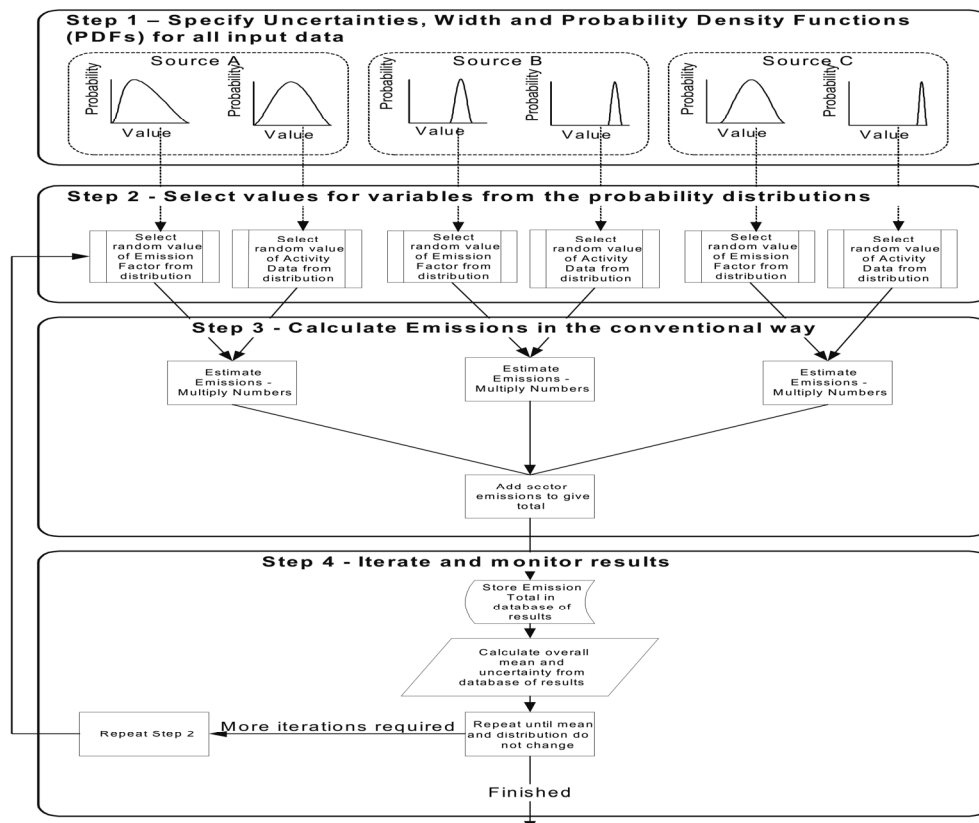 Step 1 – Specify Uncertainties, Width and Probability Density Functions
(PDFs) for all input data
Source A
Source B
Source C
Probability
Value
Probability
Value
Probability
Value
Probability
Value
Probability
Value
Probability
Value
Step 2 - Select values for variables from the probability distributions
Select
random value
of Emission
Factor from
distribution
Select
random value
of Activity
Data from
distribution
Select
random value
of Emission
Factor from
distribution
Select
random value
of Activity
Data from
distribution
Select
random value
of Emission
Factor from
distribution
Select
random value
of Activity
Data from
distribution
Step 3 - Calculate Emissions in the conventional way
Estimate
Emissions -
Multiply Numbers
Estimate
Emissions -
Multiply Numbers
Estimate
Emissions -
Multiply Numbers
Add sector
emissions to give
total
Step 4 - Iterate and monitor results
Store Emission
Total in
database of
results
Calculate overall
mean and
uncertainty from
database of results
Repeat until mean
and distribution do
not change
More iterations required
Repeat Step 2
Finished